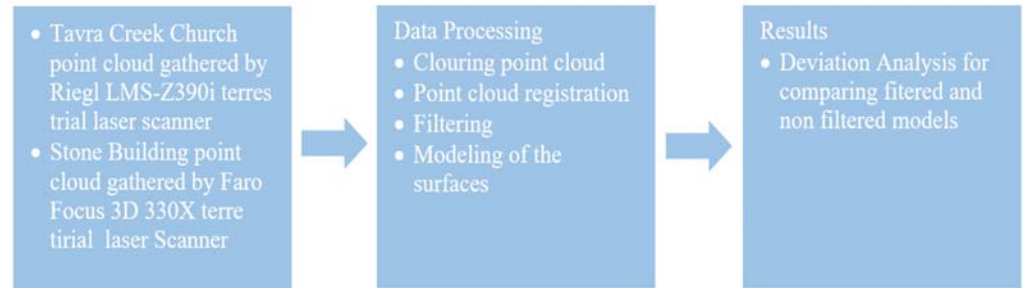 • Tavra Creek Church
point cloud gathered by
Riegl LMS-Z390i terres
trial laser scanner
• Stone Building point
cloud gathered by Faro
Focus 3D 330X terre
tirial laser Scanner
Data Processing
• Clouring point cloud
• Point cloud registration
• Filtering
• Modeling of the
surfaces
Results
• Deviation Analysis for
comparing fitered and
non filtered models